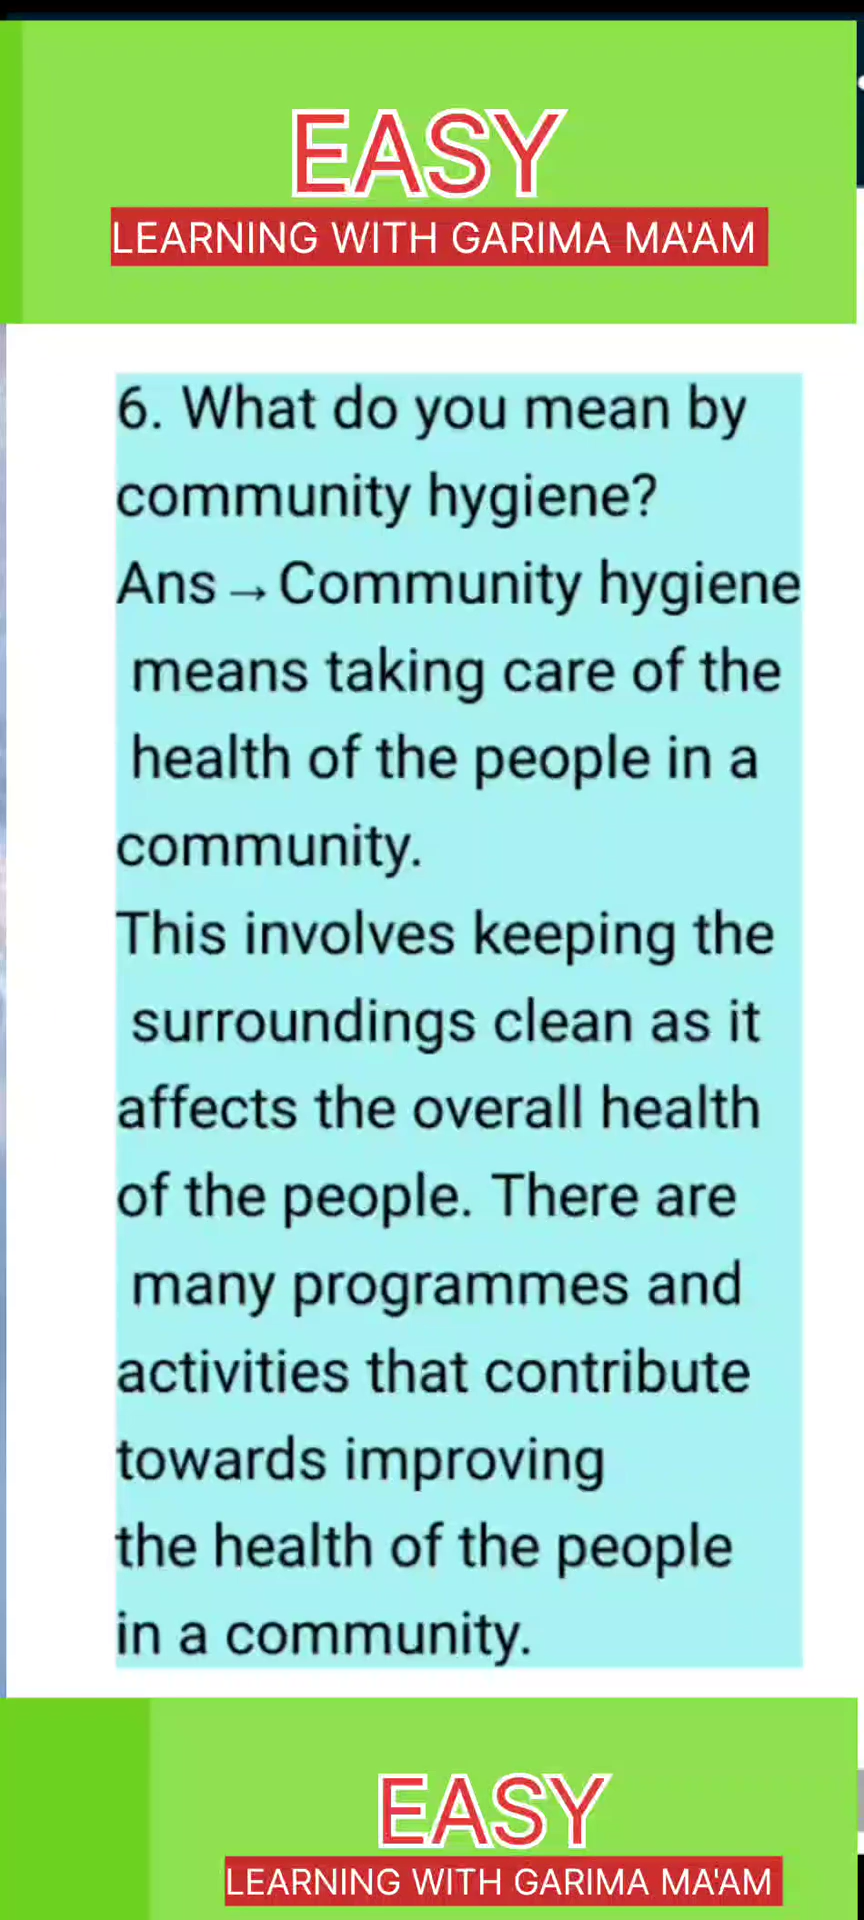 EASY
LEARNING WITH GARIMA MA'AM
6. What do you mean by
community hygiene?
Ans → Community hygiene
means taking care of the
health of the people in a
community.
This involves keeping the
surroundings clean as it
affects the overall health
of the people. There are
many programmes and
activities that contribute
towards improving
the health of the people
in a community.
EASY
LEARNING WITH GARIMA MA'AM